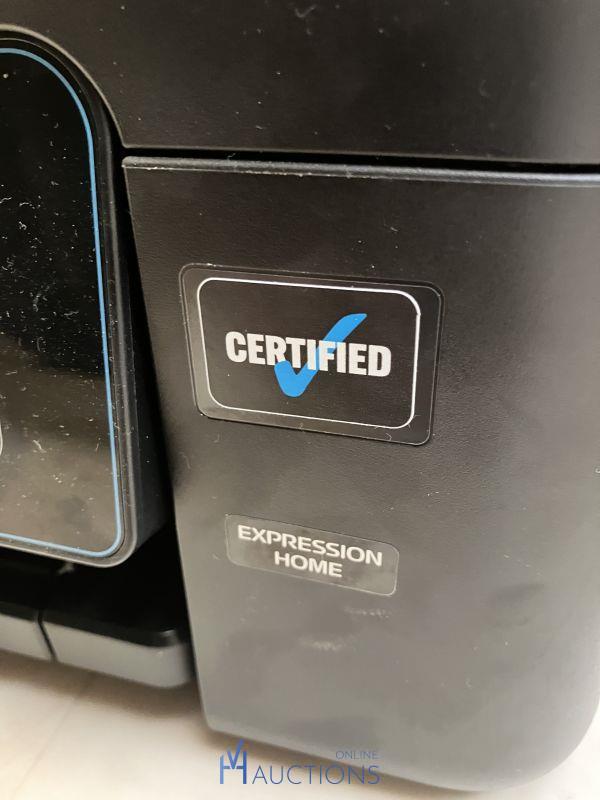 CERTIFIED
EXPRESSION
HOME
ONLINE
AUCTIONS